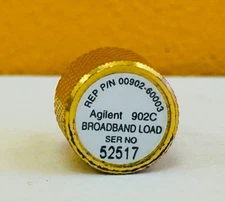 REP P/N 00902-60003
Agilent 902C
BROADBAND LOAD
SER NO
52517